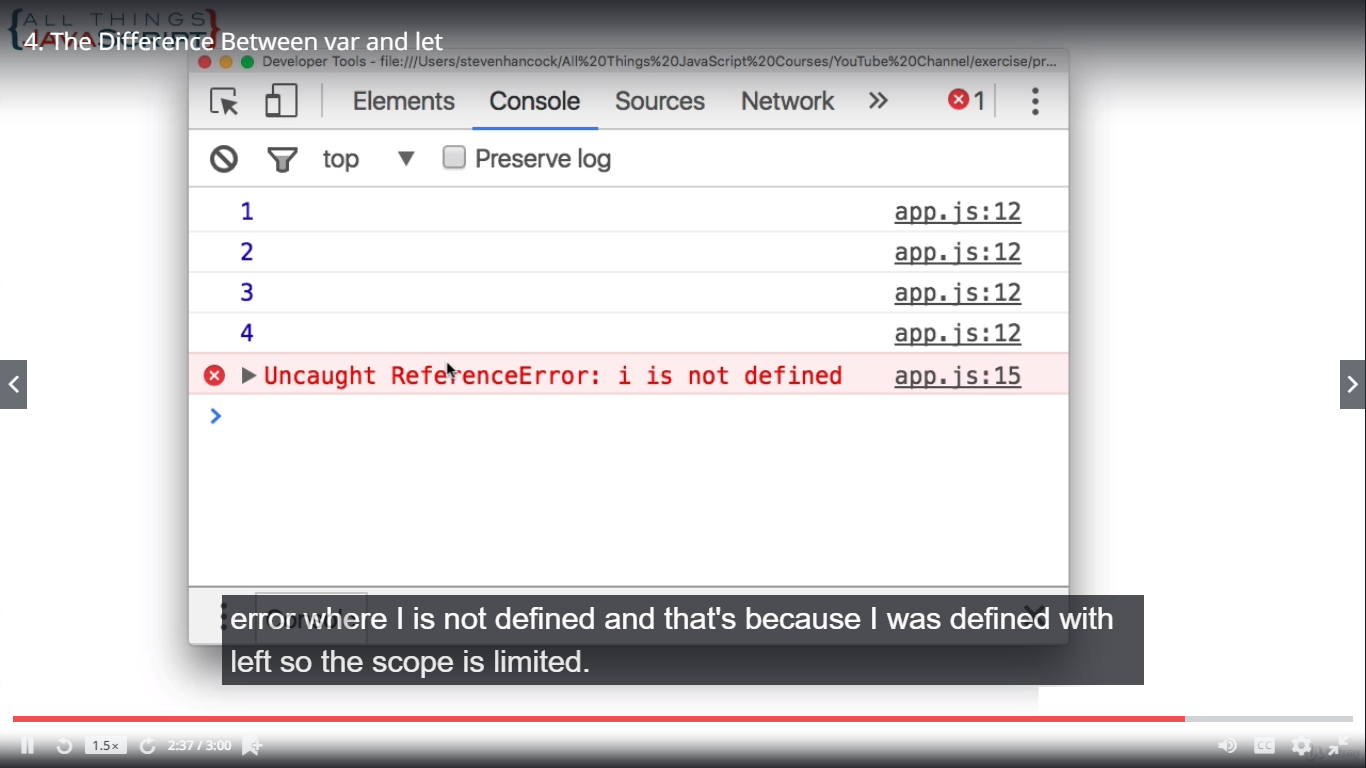 {ALL THINGS}
JAVASCRIPT
4. The Difference Between var and let
Developer Tools - file:///Users/stevenhancock/All%20Things%20JavaScript%20Courses/YouTube%20Channel/exercise/pr...
Elements Console Sources Network » 1
top ▼ Preserve log
1 app.js:12
2 app.js:12
3 app.js:12
4 app.js:12
Uncaught ReferenceError: i is not defined app.js:15
Console
error where I is not defined and that's because I was defined with
left so the scope is limited.
1.5× 2:37 / 3:00 CC